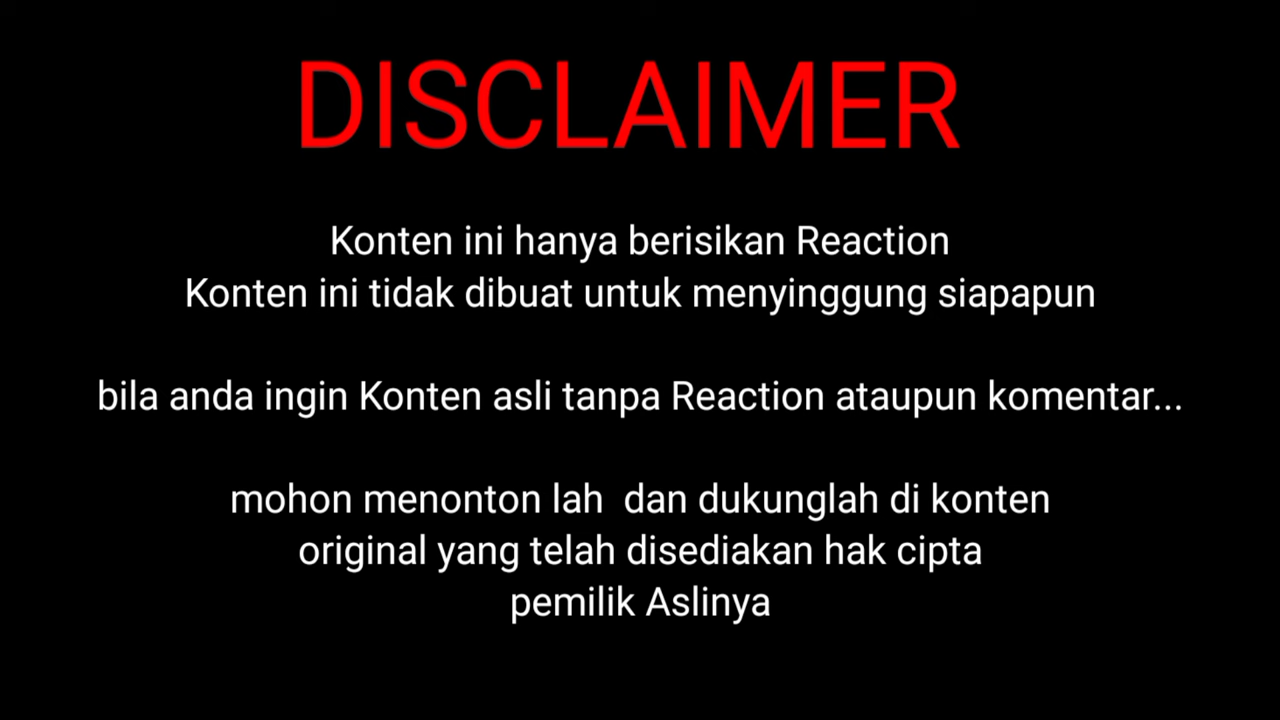 DISCLAIMER
Konten ini hanya berisikan Reaction
Konten ini tidak dibuat untuk menyinggung siapapun
bila anda ingin Konten asli tanpa Reaction ataupun komentar...
mohon menonton lah  dan dukunglah di konten
original yang telah disediakan hak cipta
pemilik Aslinya